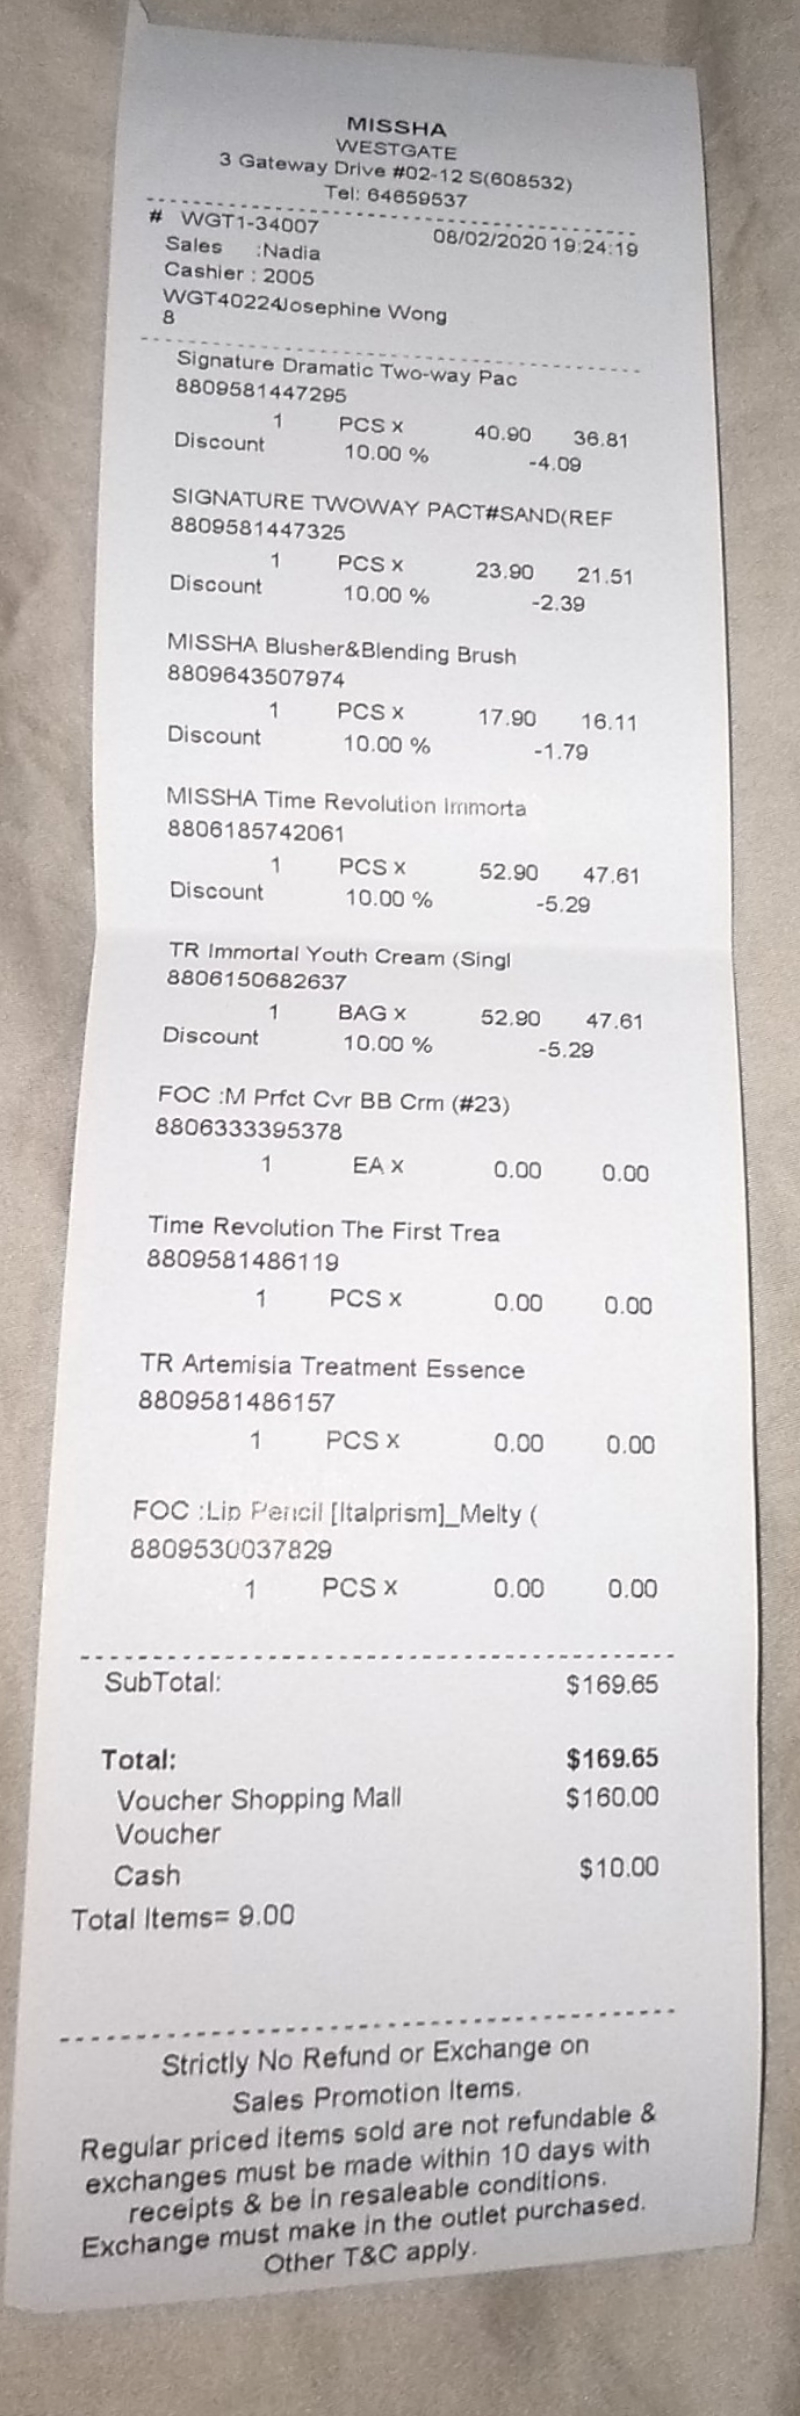 MISSHA
WESTGATE
3 Gateway Drive #02-12 S(608532)
Tel: 64659537
# WGT1-34007 08/02/2020 19:24:19
Sales :Nadia
Cashier : 2005
WGT40224Josephine Wong
8
Signature Dramatic Two-way Pac
8809581447295
1 PCS x 40.90 36.81
Discount 10.00 % -4.09
SIGNATURE TWOWAY PACT#SAND(REF
8809581447325
1 PCS x 23.90 21.51
Discount 10.00 % -2.39
MISSHA Blusher&Blending Brush
8809643507974
1 PCS x 17.90 16.11
Discount 10.00 % -1.79
MISSHA Time Revolution Immorta
8806185742061
1 PCS x 52.90 47.61
Discount 10.00 % -5.29
TR Immortal Youth Cream (Singl
8806150682637
1 BAG x 52.90 47.61
Discount 10.00 % -5.29
FOC :M Prfct Cvr BB Crm (#23)
8806333395378
1 EA x 0.00 0.00
Time Revolution The First Trea
8809581486119
1 PCS x 0.00 0.00
TR Artemisia Treatment Essence
8809581486157
1 PCS x 0.00 0.00
FOC :Lip Pencil [Italprism]_Melty (
8809530037829
1 PCS x 0.00 0.00
SubTotal: $169.65
Total: $169.65
Voucher Shopping Mall $160.00
Voucher
Cash $10.00
Total Items= 9.00
Strictly No Refund or Exchange on
Sales Promotion Items.
Regular priced items sold are not refundable &
exchanges must be made within 10 days with
receipts & be in resaleable conditions.
Exchange must make in the outlet purchased.
Other T&C apply.